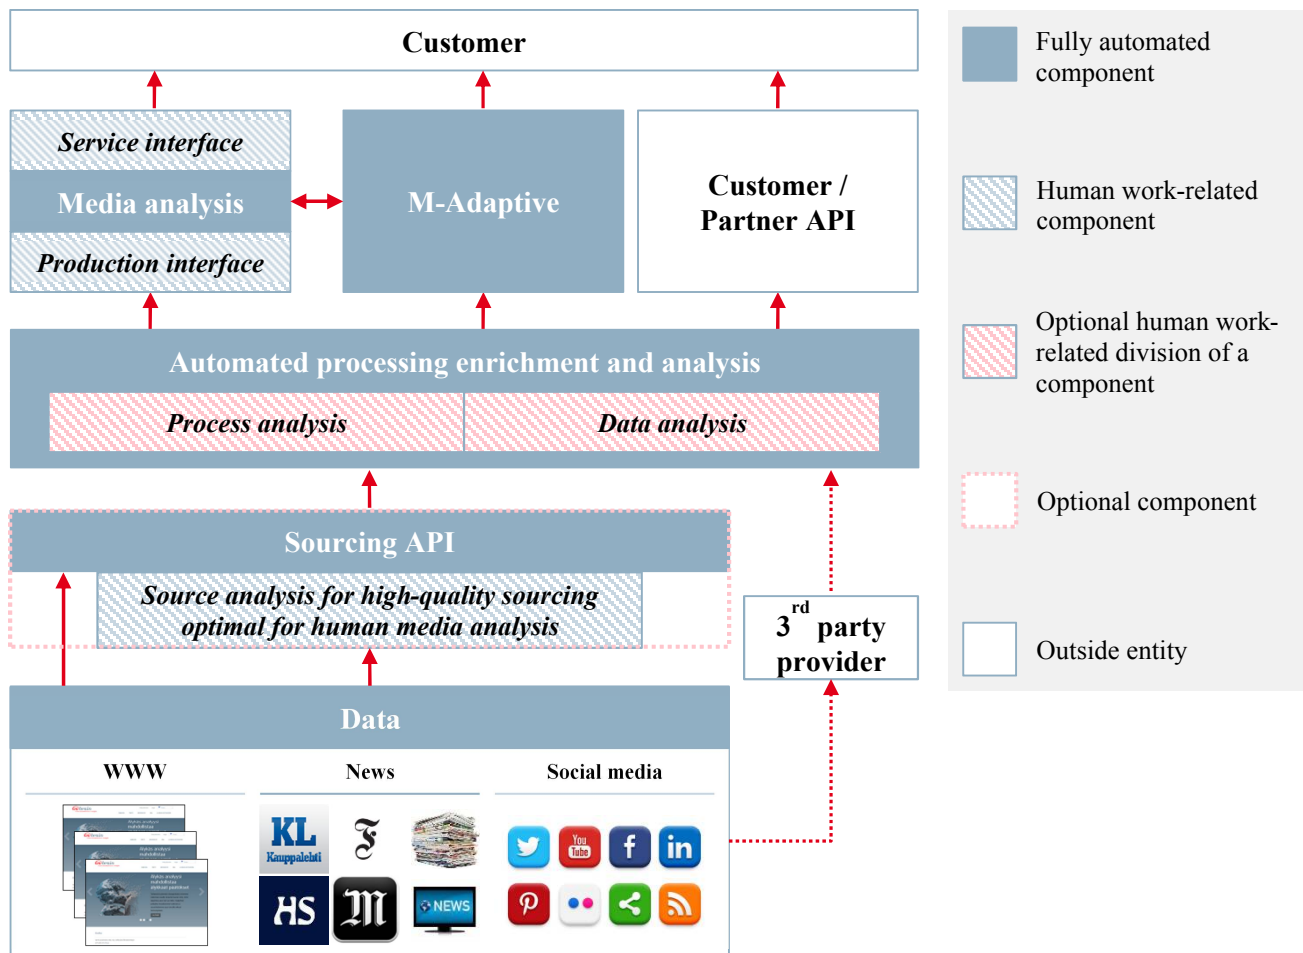 Customer
Service interface
Media analysis
Production interface
M-Adaptive
Customer /
Partner API
Automated processing enrichment and analysis
Process analysis
Data analysis
Sourcing API
Source analysis for high-quality sourcing
optimal for human media analysis
3rd party
provider
Data
WWW
News
Social media
KL
Kauppalehti
HS
M
NEWS
You
Tube
f
in
Fully automated
component
Human work-related
component
Optional human work-
related division of a
component
Optional component
Outside entity